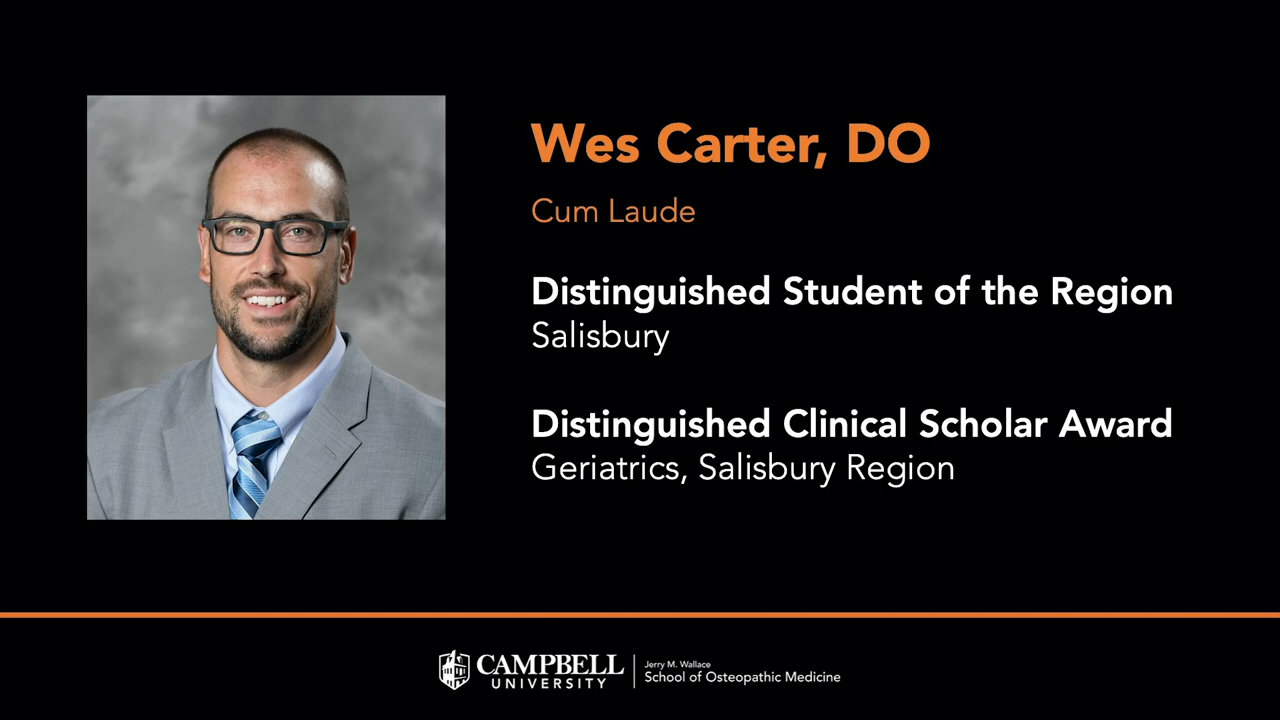 Wes Carter, DO
Cum Laude
Distinguished Student of the Region
Salisbury
Distinguished Clinical Scholar Award
Geriatrics, Salisbury Region
CAMPBELL
UNIVERSITY
Jerry M. Wallace
School of Osteopathic Medicine